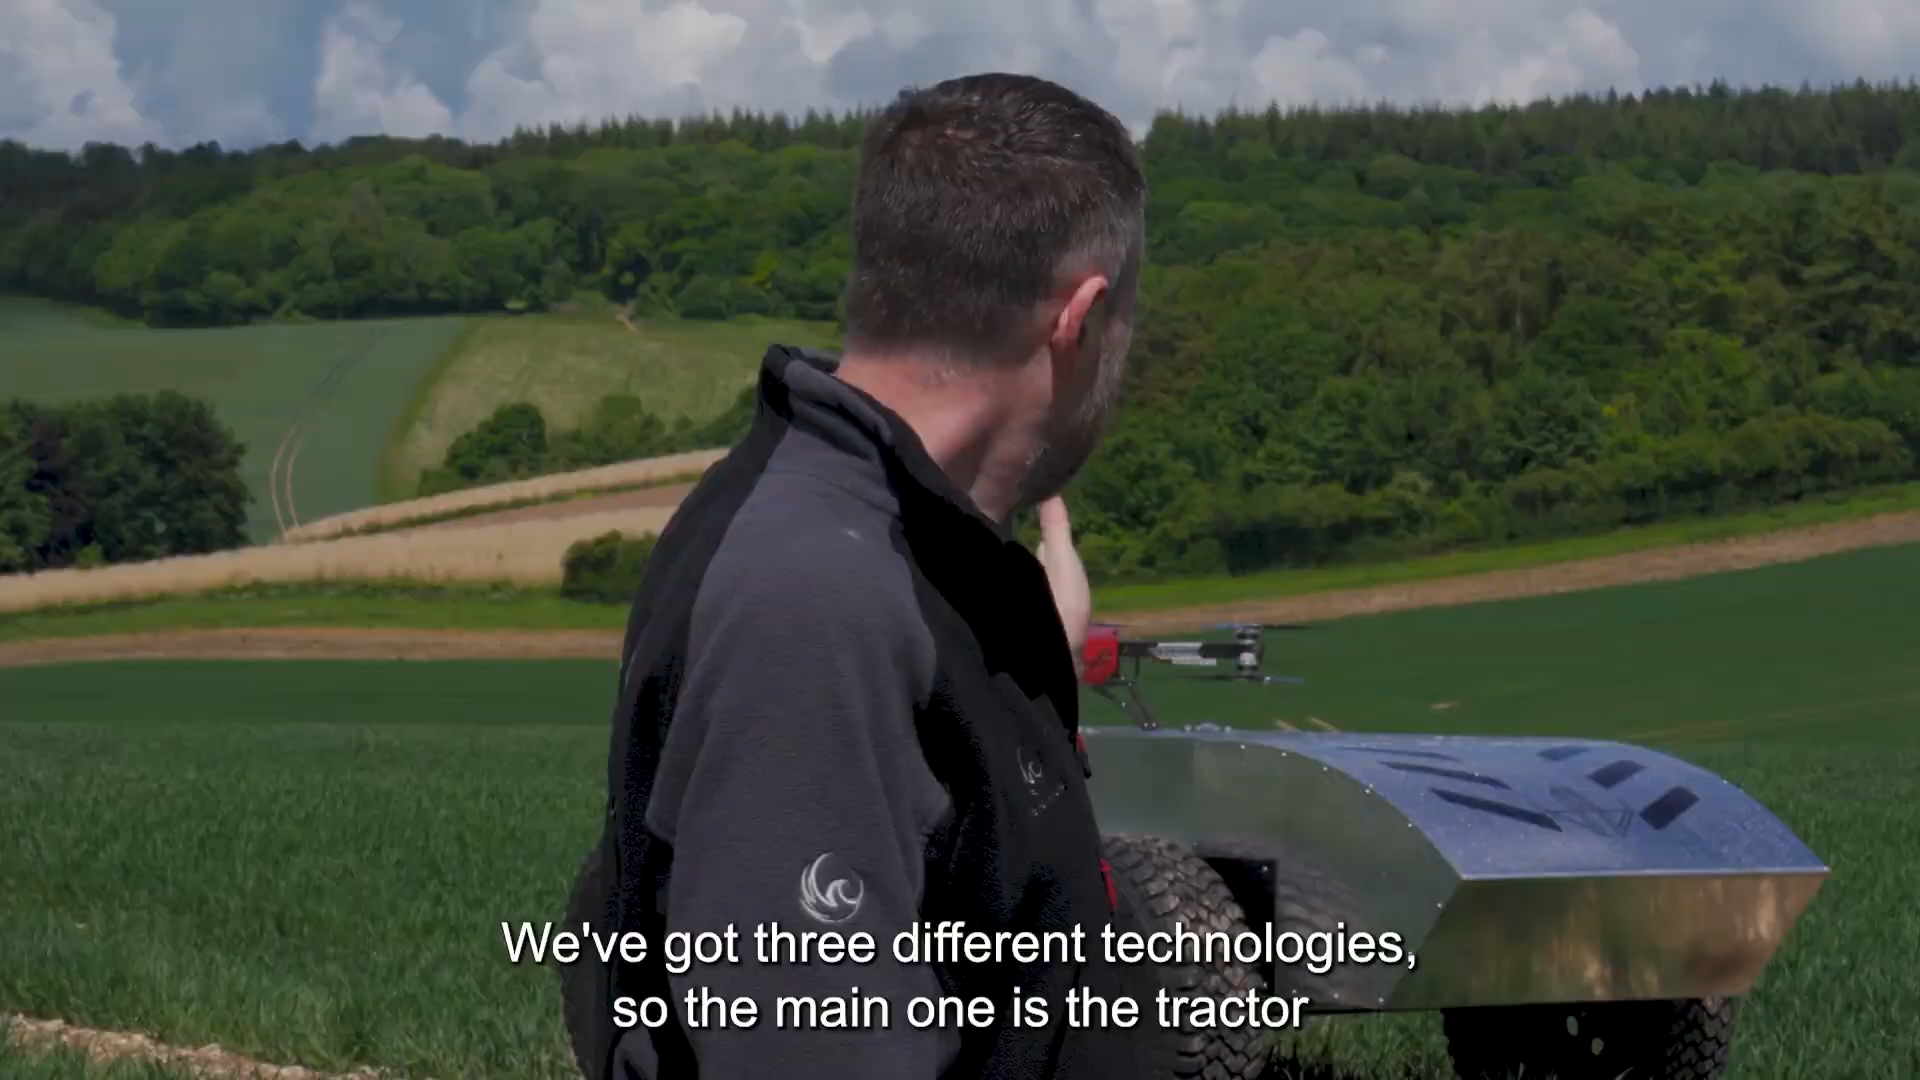 We've got three different technologies,
so the main one is the tractor